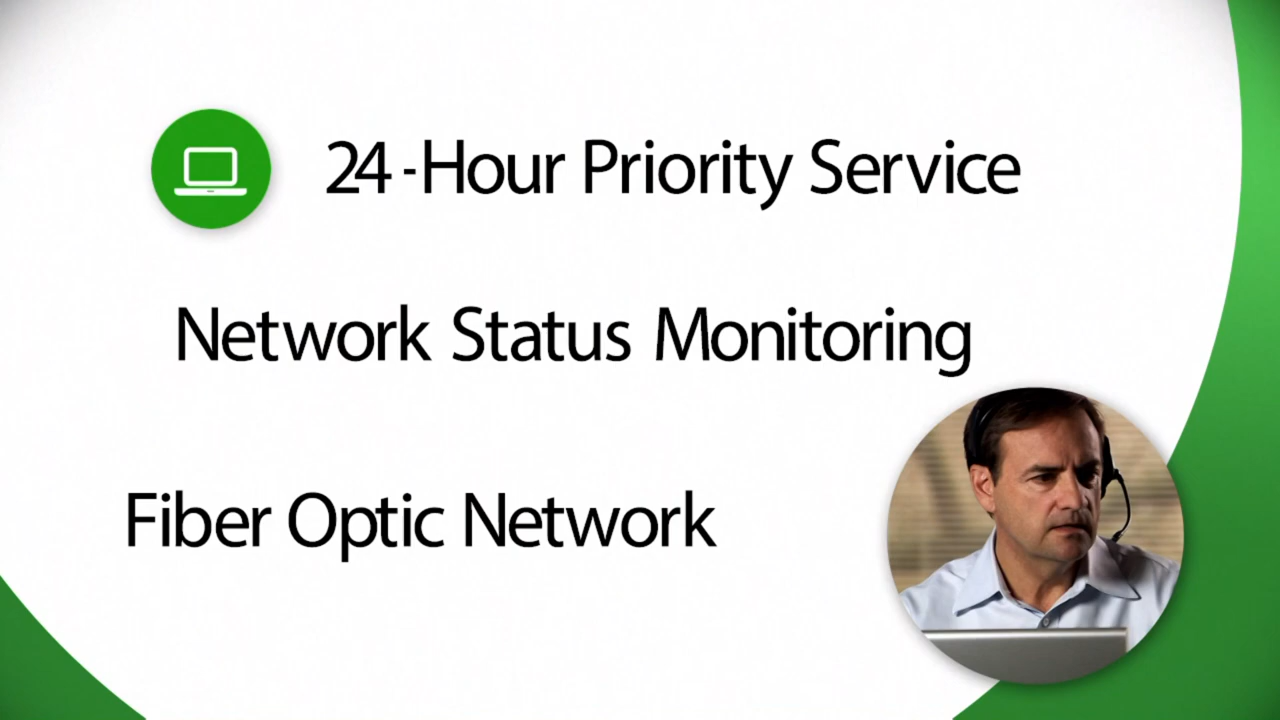 24-Hour Priority Service
Network Status Monitoring
Fiber Optic Network